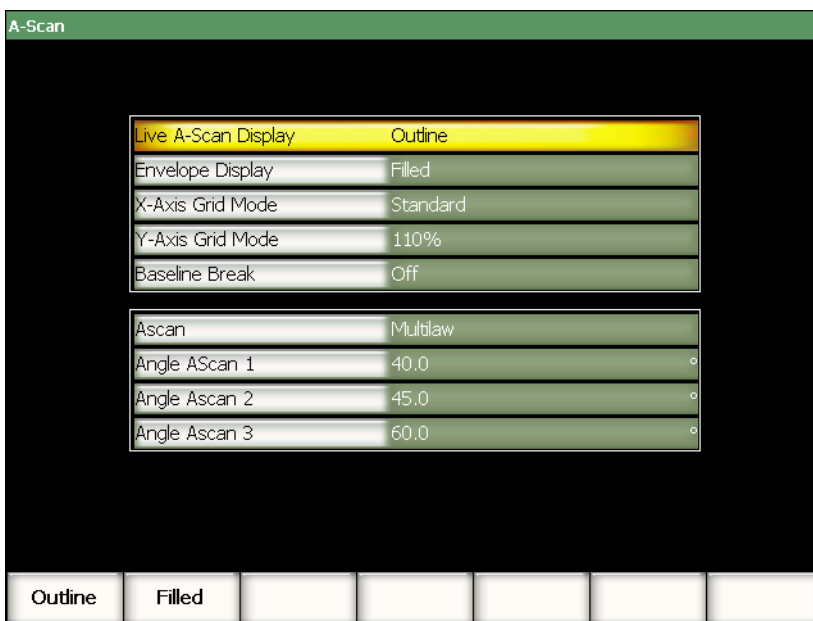 A-Scan
Live A-Scan Display Outline
Envelope Display Filled
X-Axis Grid Mode Standard
Y-Axis Grid Mode 110%
Baseline Break Off
Ascan Multilaw
Angle AScan 1 40.0 °
Angle Ascan 2 45.0 °
Angle Ascan 3 60.0 °
Outline Filled